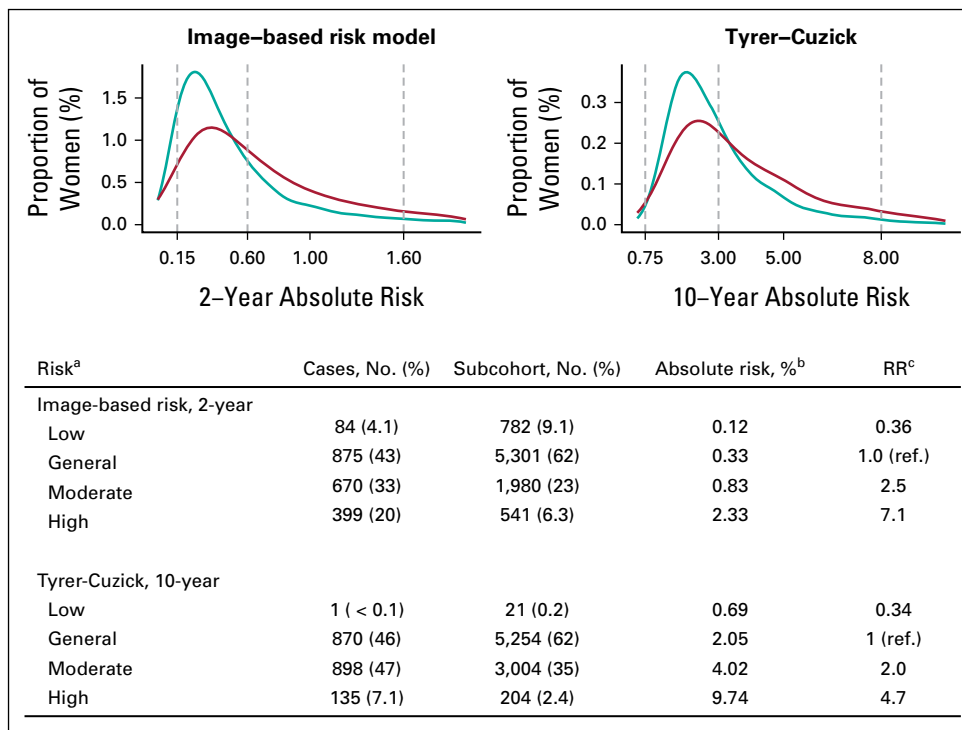 Image–based risk model
Proportion of
Women (%)
1.5
1.0
0.5
0.0
0.15 0.60 1.00 1.60
2–Year Absolute Risk
Tyrer–Cuzick
Proportion of
Women (%)
0.3
0.2
0.1
0.0
0.75 3.00 5.00 8.00
10–Year Absolute Risk
Riska Cases, No. (%) Subcohort, No. (%) Absolute risk, %b RRc
Image-based risk, 2-year
Low 84 (4.1) 782 (9.1) 0.12 0.36
General 875 (43) 5,301 (62) 0.33 1.0 (ref.)
Moderate 670 (33) 1,980 (23) 0.83 2.5
High 399 (20) 541 (6.3) 2.33 7.1
Tyrer-Cuzick, 10-year
Low 1 ( < 0.1) 21 (0.2) 0.69 0.34
General 870 (46) 5,254 (62) 2.05 1 (ref.)
Moderate 898 (47) 3,004 (35) 4.02 2.0
High 135 (7.1) 204 (2.4) 9.74 4.7